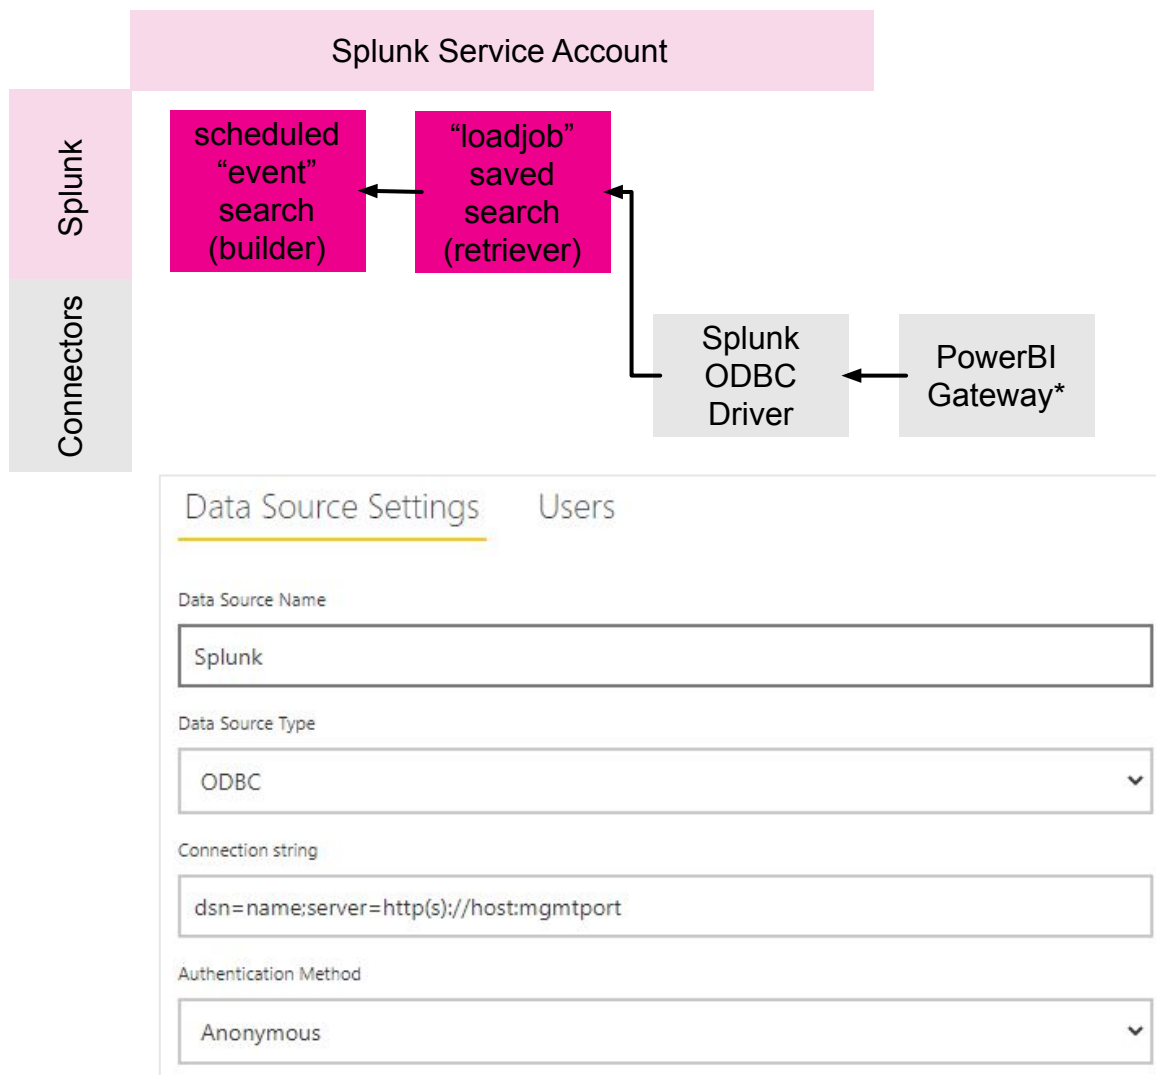 Splunk Service Account
Splunk
scheduled
“event”
search
(builder)
“loadjob”
saved
search
(retriever)
Connectors
Splunk
ODBC
Driver
PowerBI
Gateway*
Data Source Settings
Users
Data Source Name
Splunk
Data Source Type
ODBC
Connection string
dsn=name;server=http(s)://host:mgmtport
Authentication Method
Anonymous